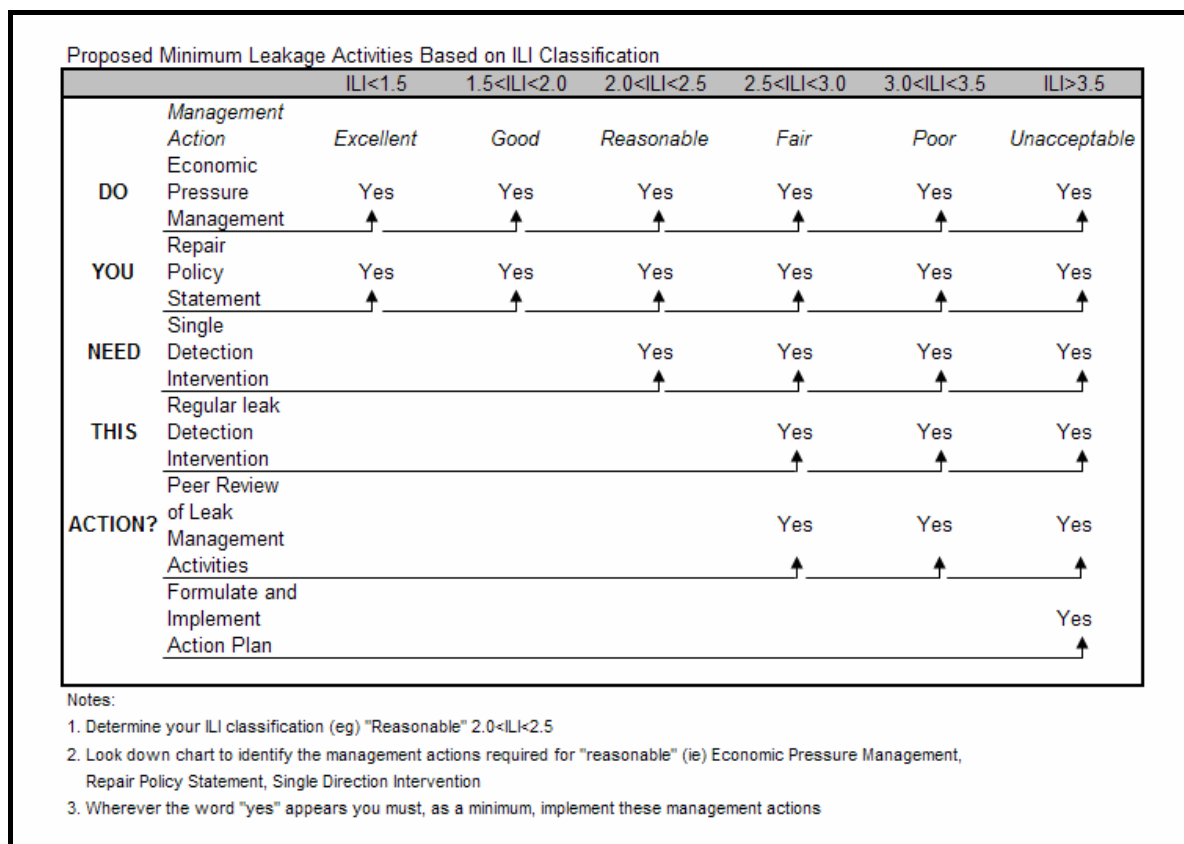 Proposed Minimum Leakage Activities Based on ILI Classification
ILI<1.5 1.5<ILI<2.0 2.0<ILI<2.5 2.5<ILI<3.0 3.0<ILI<3.5 ILI>3.5
Management
Action Excellent Good Reasonable Fair Poor Unacceptable
Economic
DO Pressure Yes Yes Yes Yes Yes Yes
Management
Repair
YOU Policy Yes Yes Yes Yes Yes Yes
Statement
Single
NEED Detection Yes Yes Yes Yes
Intervention
Regular leak
THIS Detection Yes Yes Yes
Intervention
Peer Review
ACTION? of Leak Yes Yes Yes
Management
Activities
Formulate and
Implement Yes
Action Plan
Notes:
1. Determine your ILI classification (eg) "Reasonable" 2.0<ILI<2.5
2. Look down chart to identify the management actions required for "reasonable" (ie) Economic Pressure Management,
Repair Policy Statement, Single Direction Intervention
3. Wherever the word "yes" appears you must, as a minimum, implement these management actions